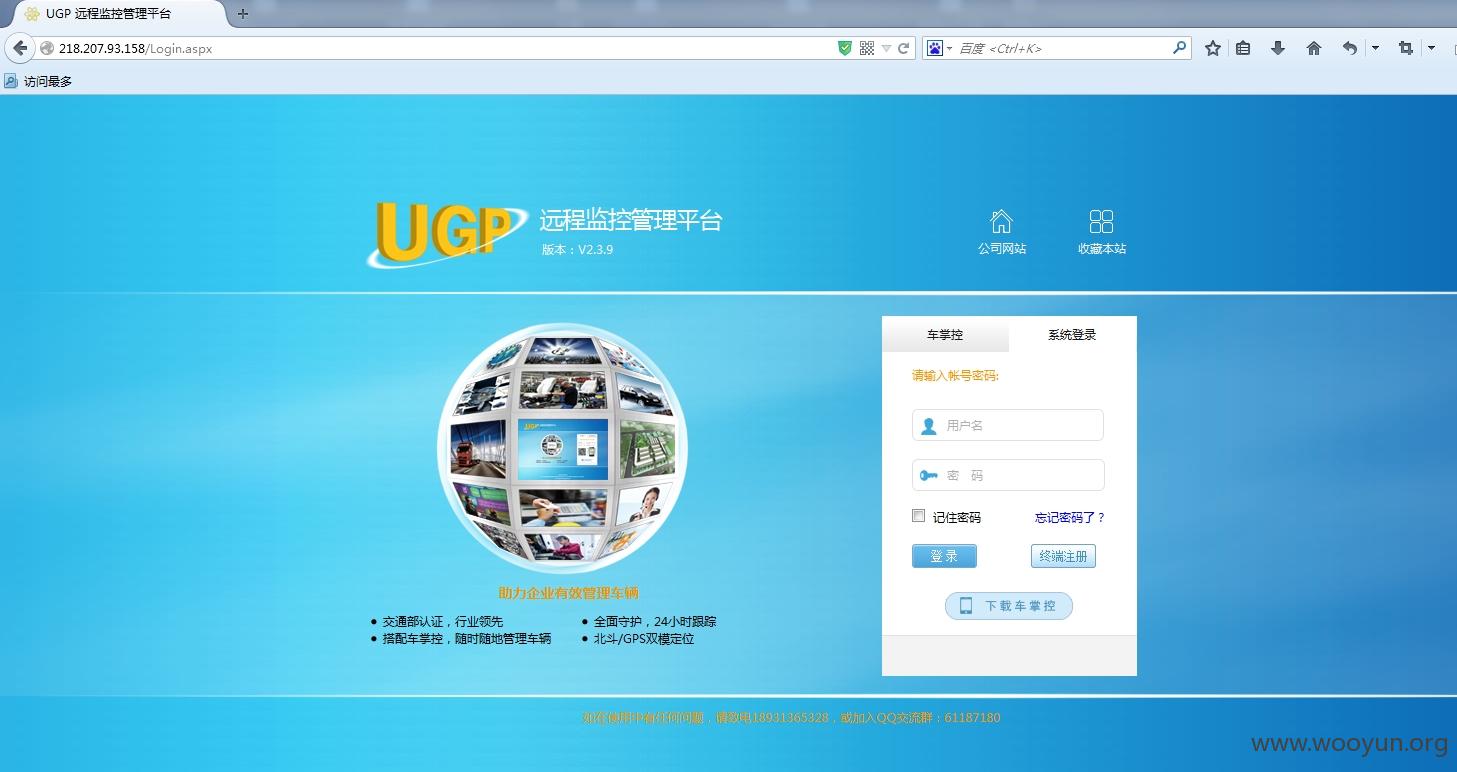 UGP 远程监控管理平台
218.207.93.158/Login.aspx
百度 <Ctrl+K>
访问最多
UGP 远程监控管理平台
版本：V2.3.9
公司网站 收藏本站
车掌控 系统登录
请输入帐号密码:
用户名
密 码
记住密码 忘记密码了？
登 录 终端注册
下载车掌控
助力企业有效管理车辆
交通部认证，行业领先 全面守护，24小时跟踪
搭配车掌控，随时随地管理车辆 北斗/GPS双模定位
如在使用中有任何问题，请致电18931365328，或加入QQ交流群：61187180
www.wooyun.org